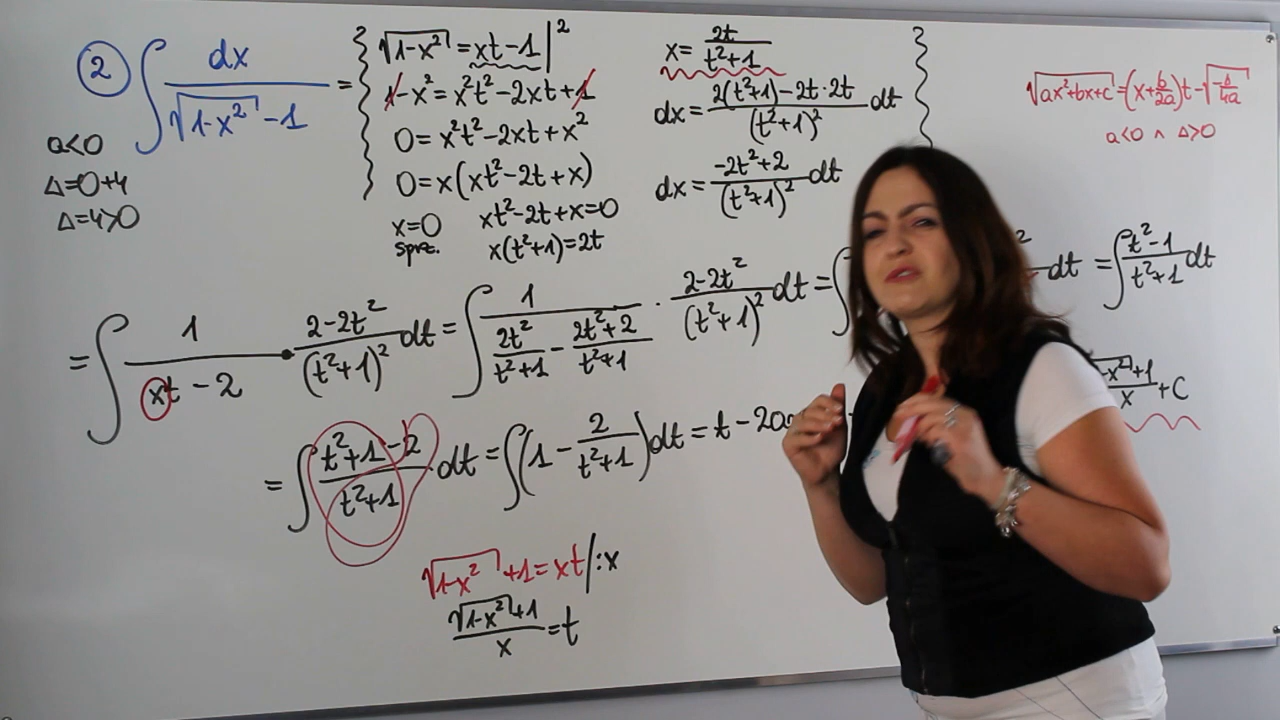 ② ∫ dx / (√(1-x²) - 1) =
a<0
Δ=0+4
Δ=4>0
√(1-x²) = xt-1 |²
1-x² = x²t²-2xt+1
0 = x²t²-2xt+x²
0 = x(xt²-2t+x)
x=0 xt²-2t+x=0
spre. x(t²+1)=2t
x = 2t / (t²+1)
dx = (2(t²+1)-2t·2t) / (t²+1)² dt
dx = (-2t²+2) / (t²+1)² dt
√(ax²+bx+c) = (x+b/2a)t - √(-Δ/4a)
a<0 ∧ Δ>0
= ∫ 1 / (xt-2) · (2-2t²) / (t²+1)² dt = ∫ 1 / (2t²/(t²+1) - (2t²+2)/(t²+1)) · (2-2t²) / (t²+1)² dt = ∫ dt = ∫ (t²-1) / (t²+1) dt
= ∫ (t²+1-2) / (t²+1) dt = ∫ (1 - 2/(t²+1)) dt = t - 2a -x²)+1 / x + C
√(1-x²) +1 = xt /:x
(√(1-x²)+1) / x = t